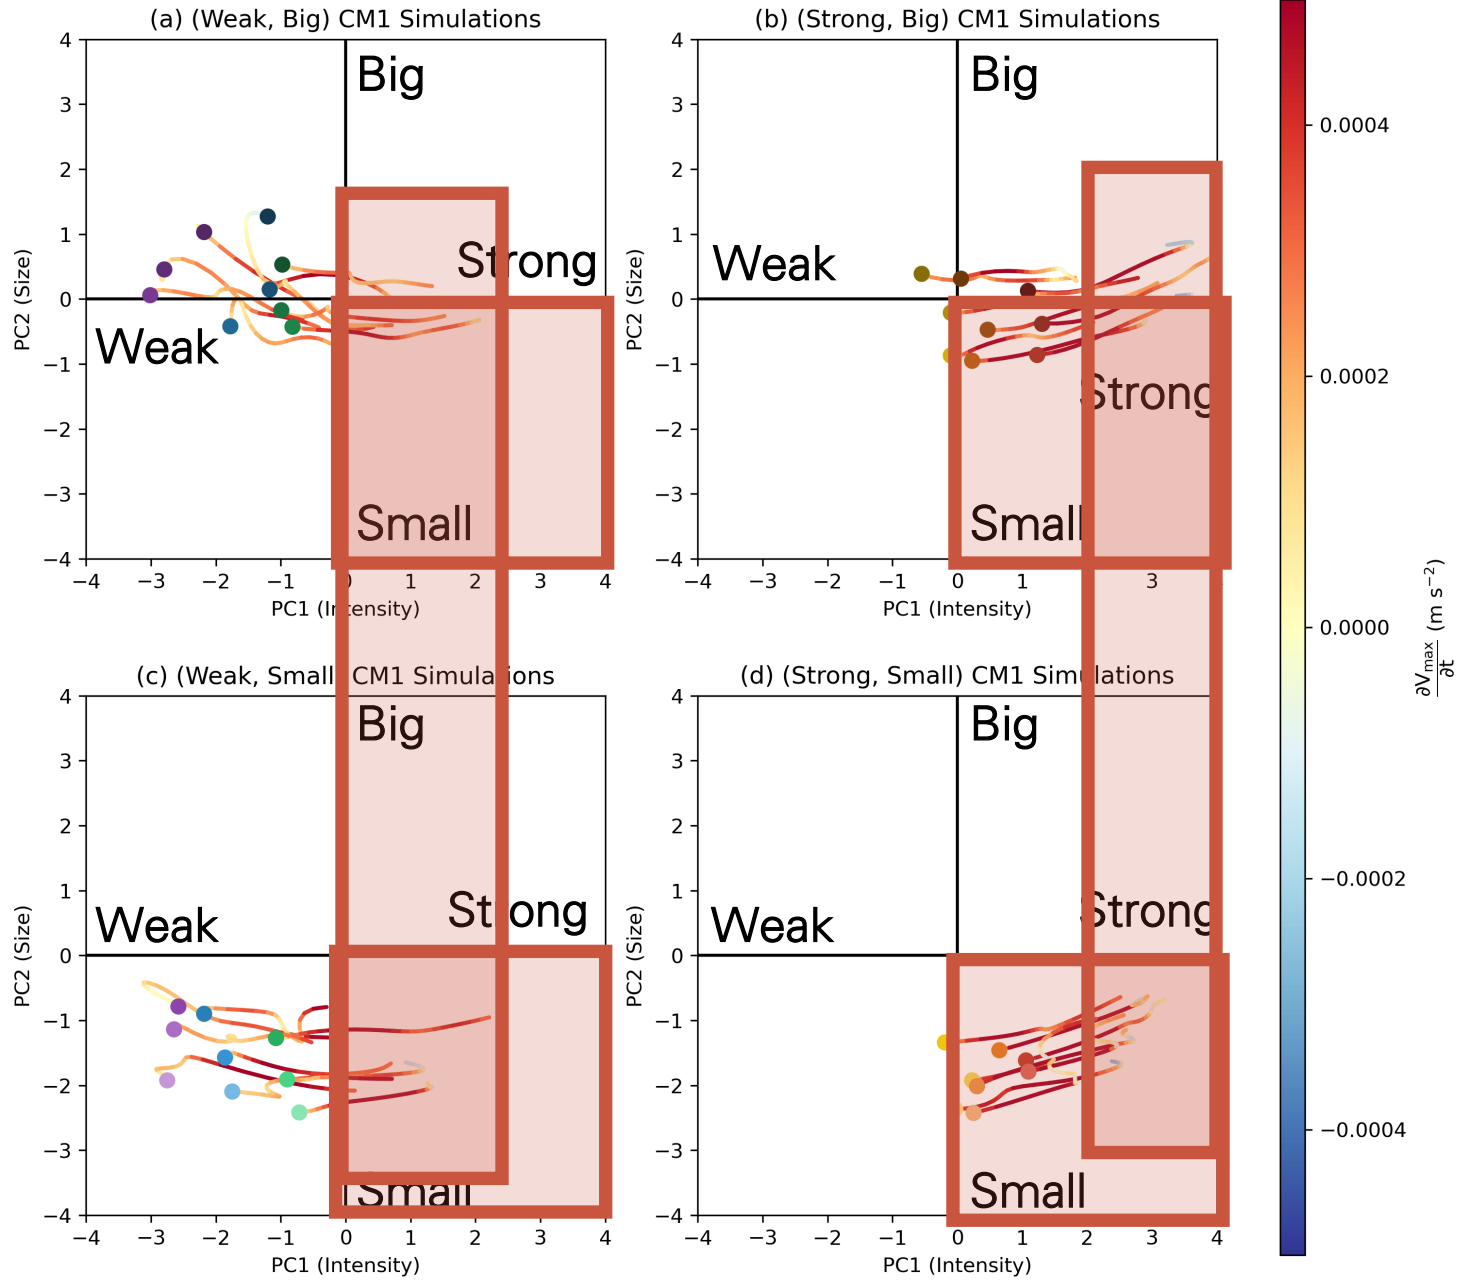 (a) (Weak, Big) CM1 Simulations
4
3
2
1
0
−1
−2
−3
−4
Big
Strong
Weak
Small
−4 −3 −2 −1 0 1 2 3 4
PC1 (Intensity)
PC2 (Size)
(b) (Strong, Big) CM1 Simulations
4
3
2
1
0
−1
−2
−3
−4
Big
Weak
Strong
Small
−4 −3 −2 −1 0 1 3
PC1 (Intensity)
PC2 (Size)
(c) (Weak, Small) CM1 Simulations
4
3
2
1
0
−1
−2
−3
−4
Big
Strong
Weak
Small
−4 −3 −2 −1 0 1 2 3 4
PC1 (Intensity)
PC2 (Size)
(d) (Strong, Small) CM1 Simulations
4
3
2
1
0
−1
−2
−3
−4
Big
Strong
Weak
Small
−4 −3 −2 −1 0 1 2 3 4
PC1 (Intensity)
PC2 (Size)
0.0004
0.0002
0.0000
−0.0002
−0.0004
∂Vmax/∂t (m s⁻²)